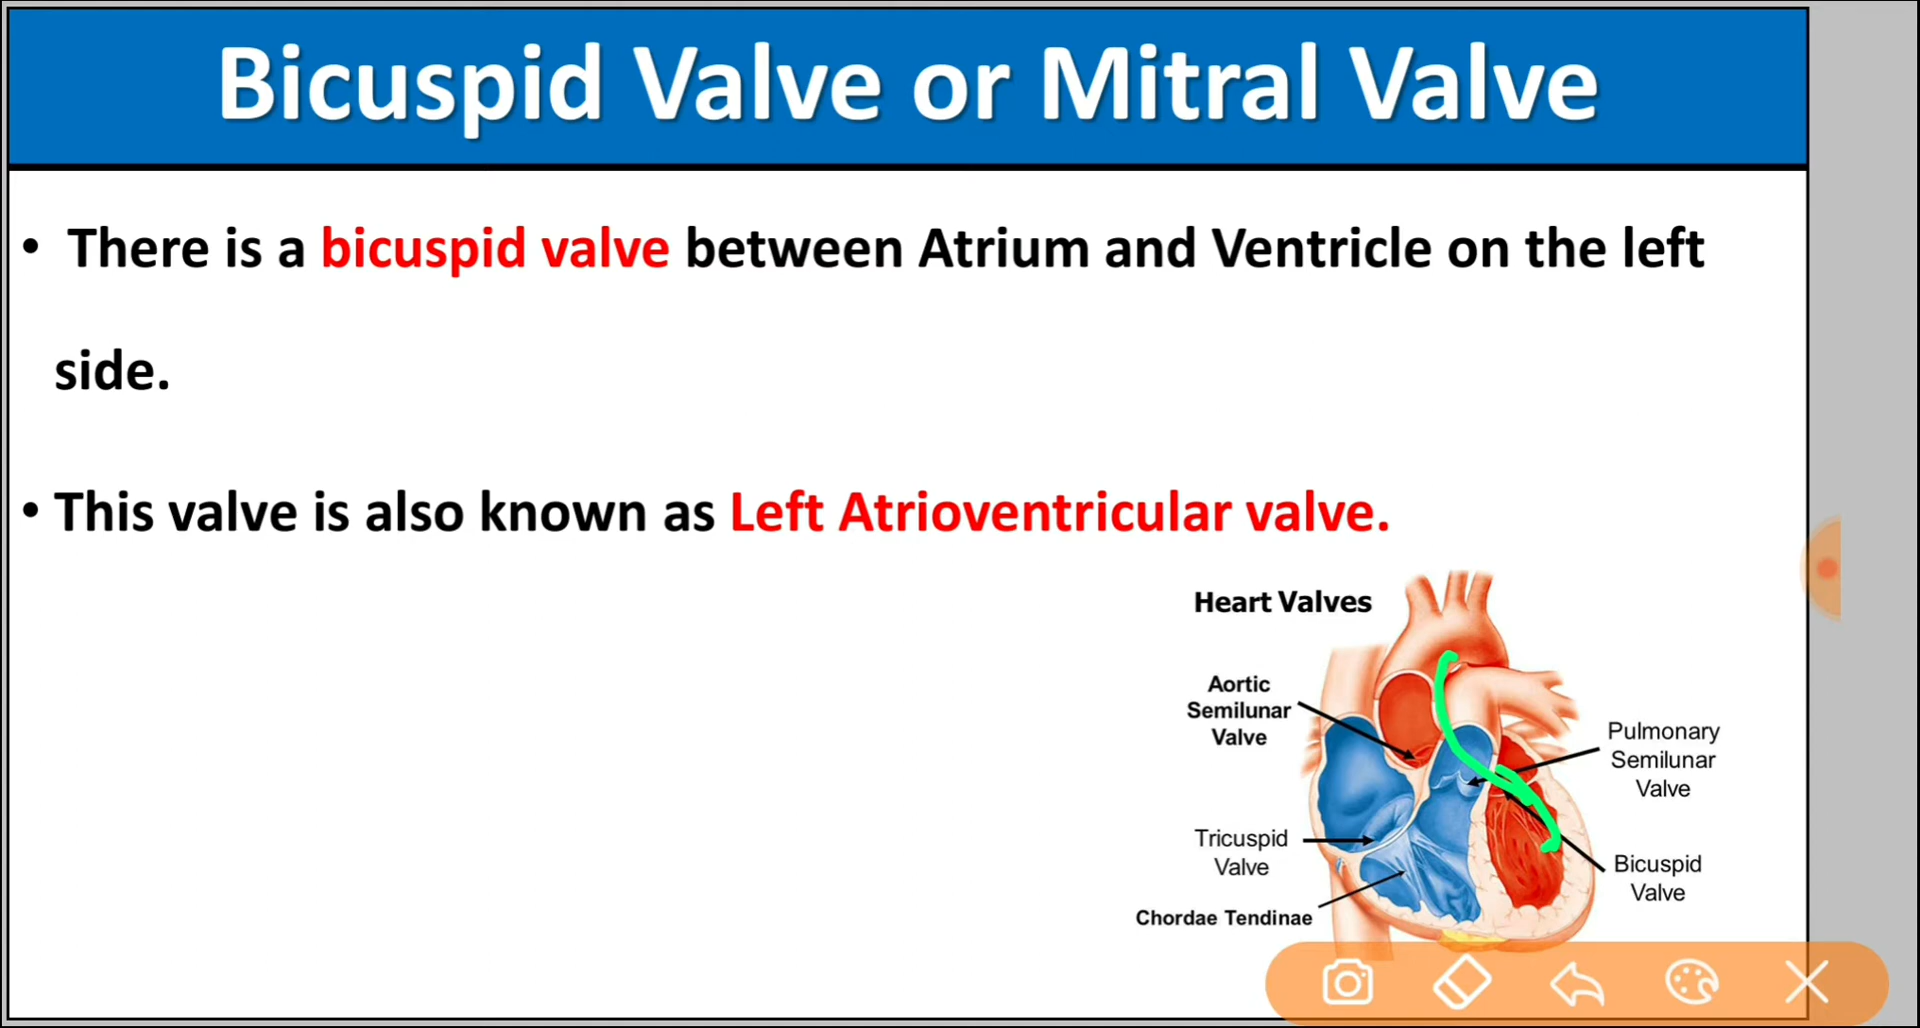 Bicuspid Valve or Mitral Valve
• There is a bicuspid valve between Atrium and Ventricle on the left
side.
• This valve is also known as Left Atrioventricular valve.
Heart Valves
Aortic
Semilunar
Valve
Pulmonary
Semilunar
Valve
Tricuspid
Valve
Bicuspid
Valve
Chordae Tendinae